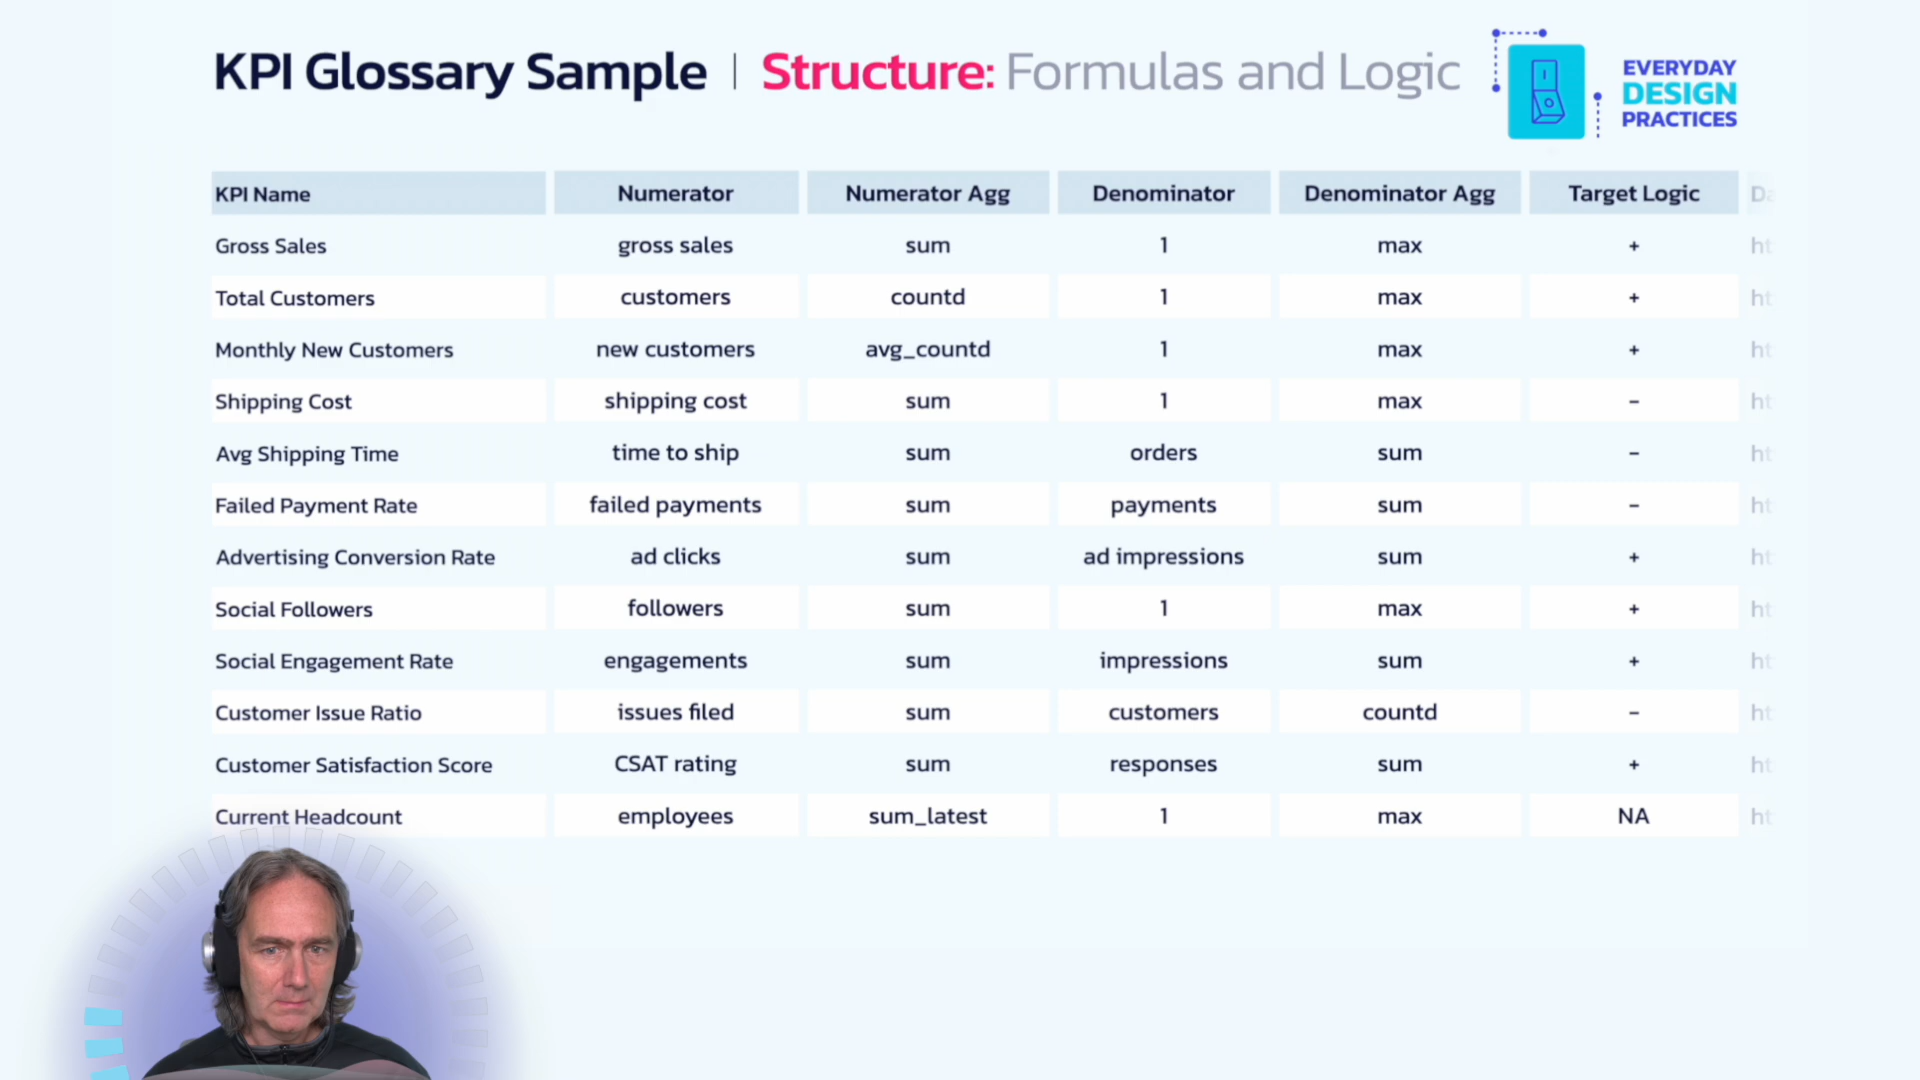 KPI Glossary Sample | Structure: Formulas and Logic
EVERYDAY
DESIGN
PRACTICES
KPI Name Numerator Numerator Agg Denominator Denominator Agg Target Logic
Gross Sales gross sales sum 1 max +
Total Customers customers countd 1 max +
Monthly New Customers new customers avg_countd 1 max +
Shipping Cost shipping cost sum 1 max -
Avg Shipping Time time to ship sum orders sum -
Failed Payment Rate failed payments sum payments sum -
Advertising Conversion Rate ad clicks sum ad impressions sum +
Social Followers followers sum 1 max +
Social Engagement Rate engagements sum impressions sum +
Customer Issue Ratio issues filed sum customers countd -
Customer Satisfaction Score CSAT rating sum responses sum +
Current Headcount employees sum_latest 1 max NA